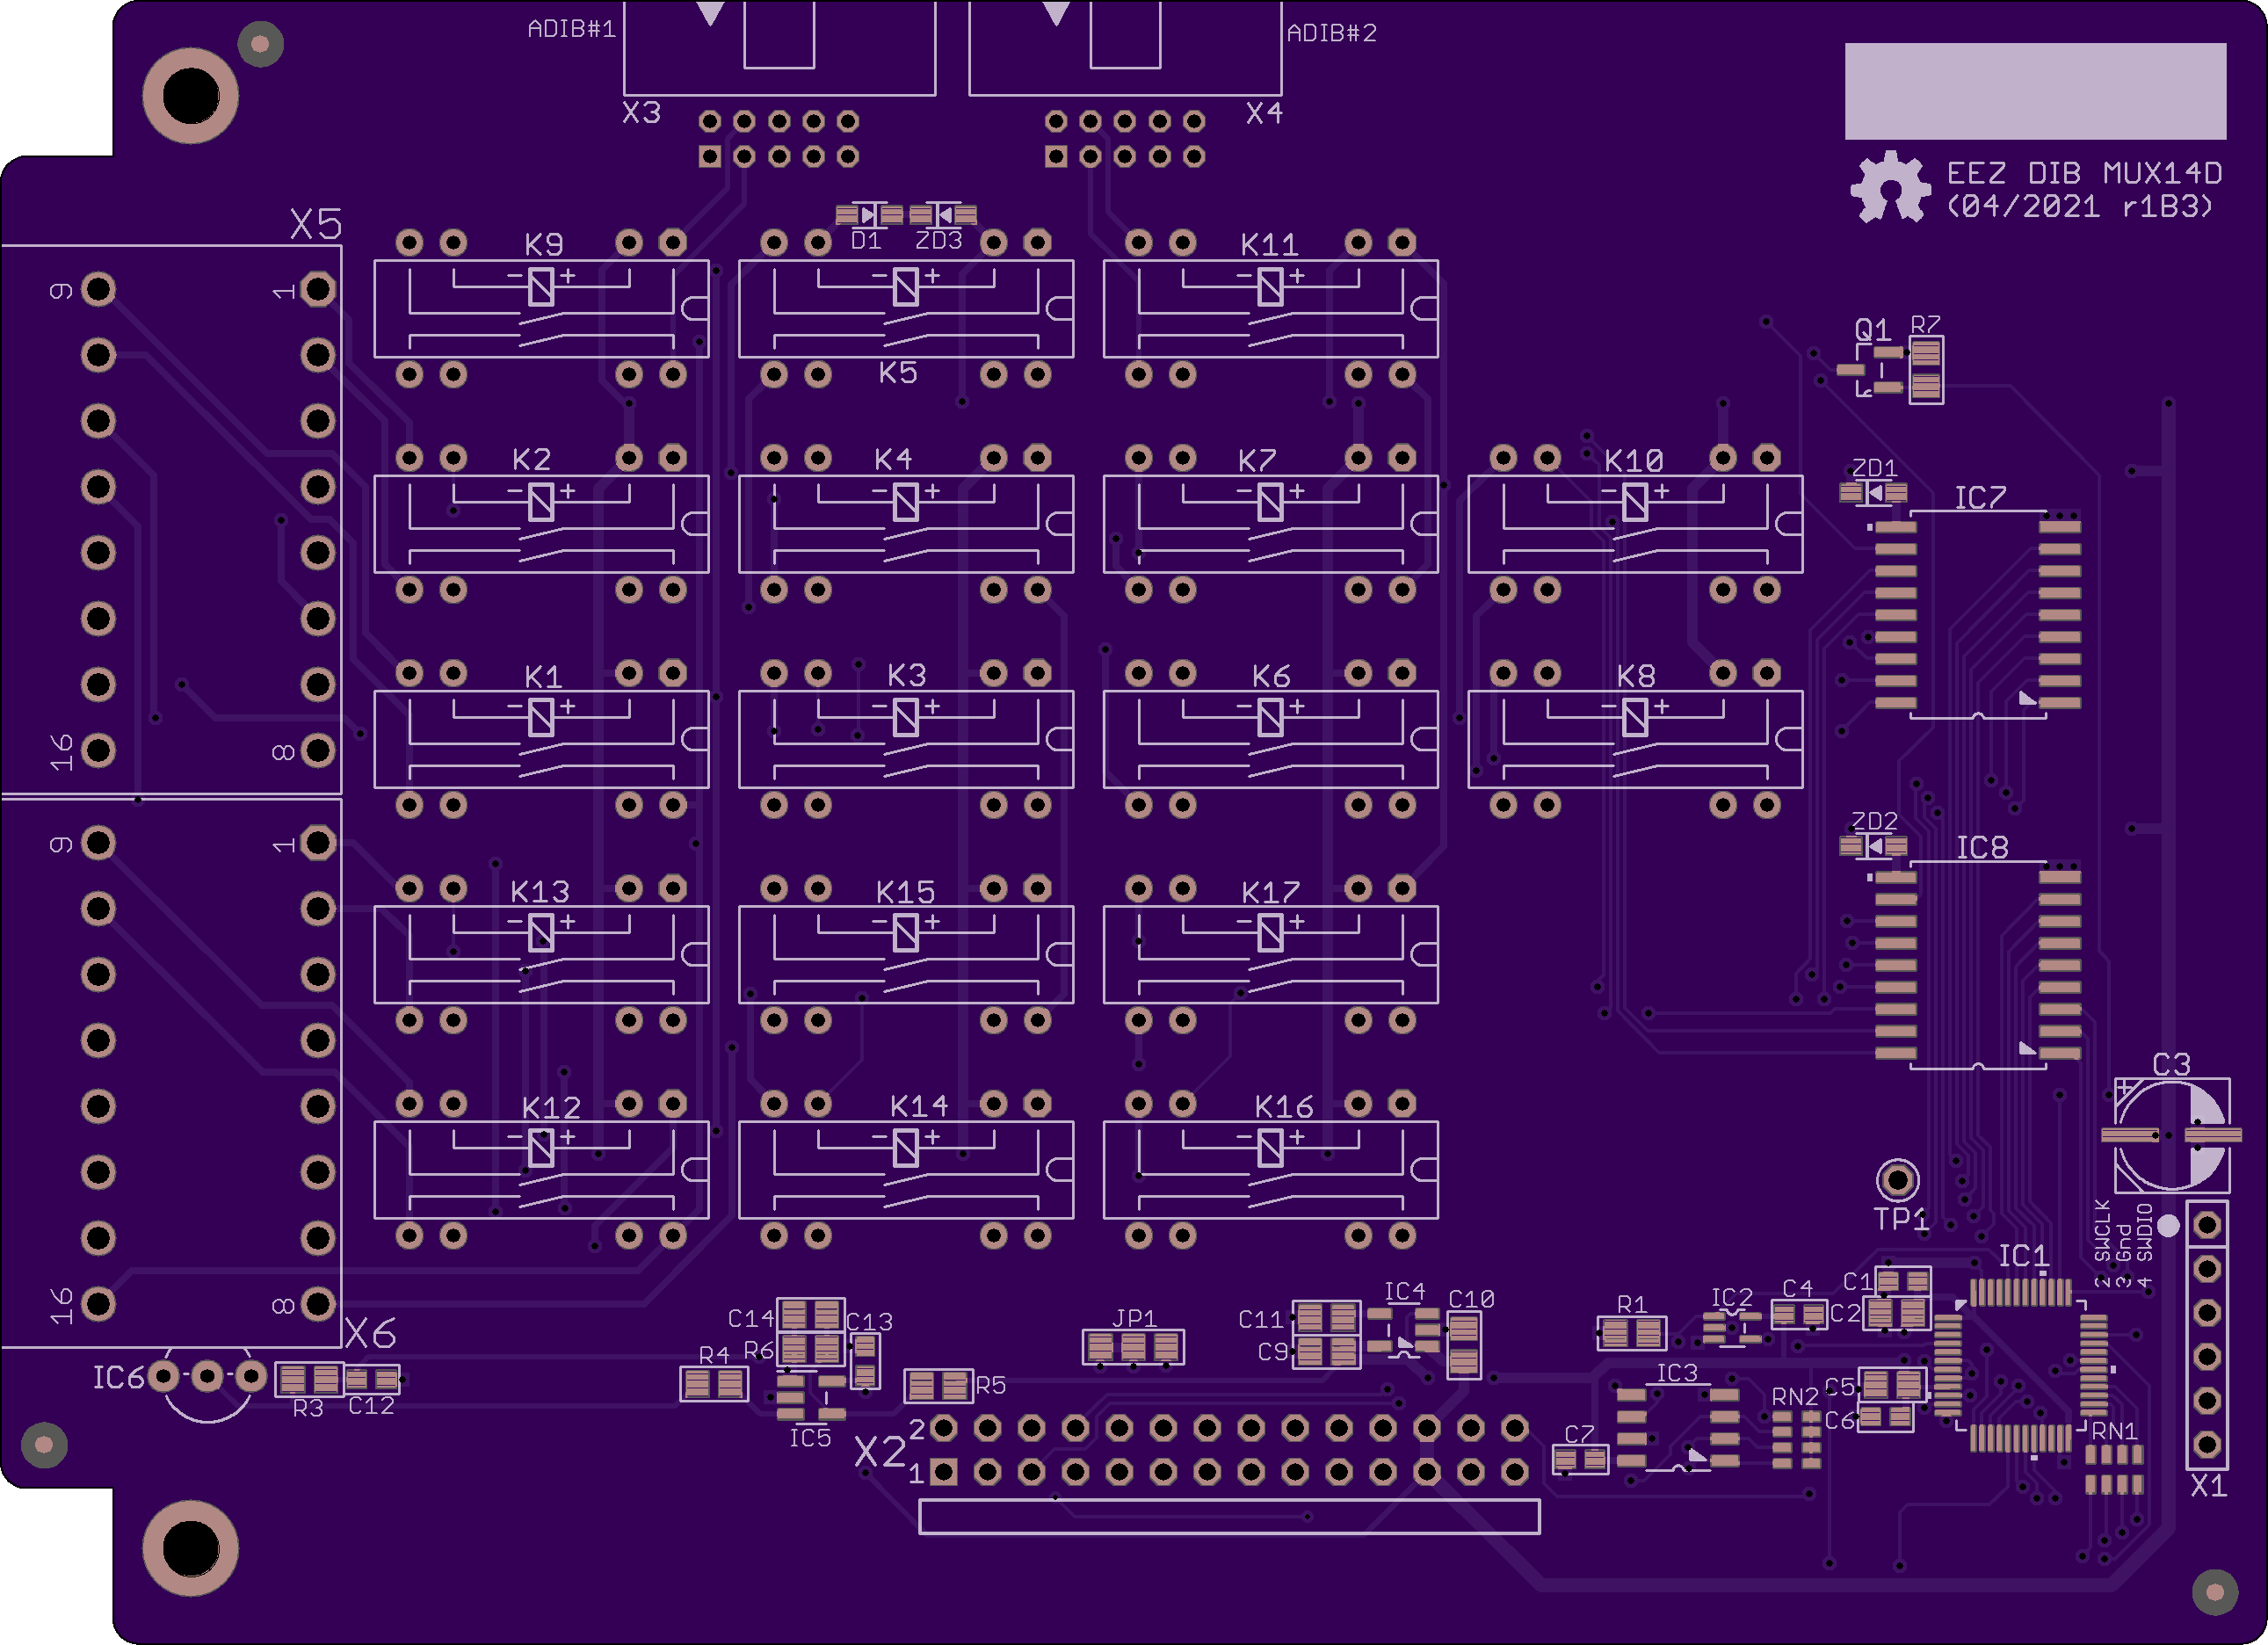 ADIB#1
ADIB#2
X3
X4
EEZ DIB MUX14D
(04/2021 r1B3)
X5
D1
ZD3
K9
K11
9
1
K5
Q1
R7
K2
K4
K7
K10
ZD1
IC7
K1
K3
K6
K8
16
8
ZD2
IC8
9
1
K13
K15
K17
C3
K12
K14
K16
TP1
2 SWCLK
3 Gnd
4 SWDIO
IC1
16
8
X6
C14
C13
R6
JP1
C11
C9
IC4
C10
R1
IC2
C4
C1
C2
IC6
R3
C12
R4
R5
IC5
IC3
RN2
C5
C6
X2
2
1
C7
RN1
X1